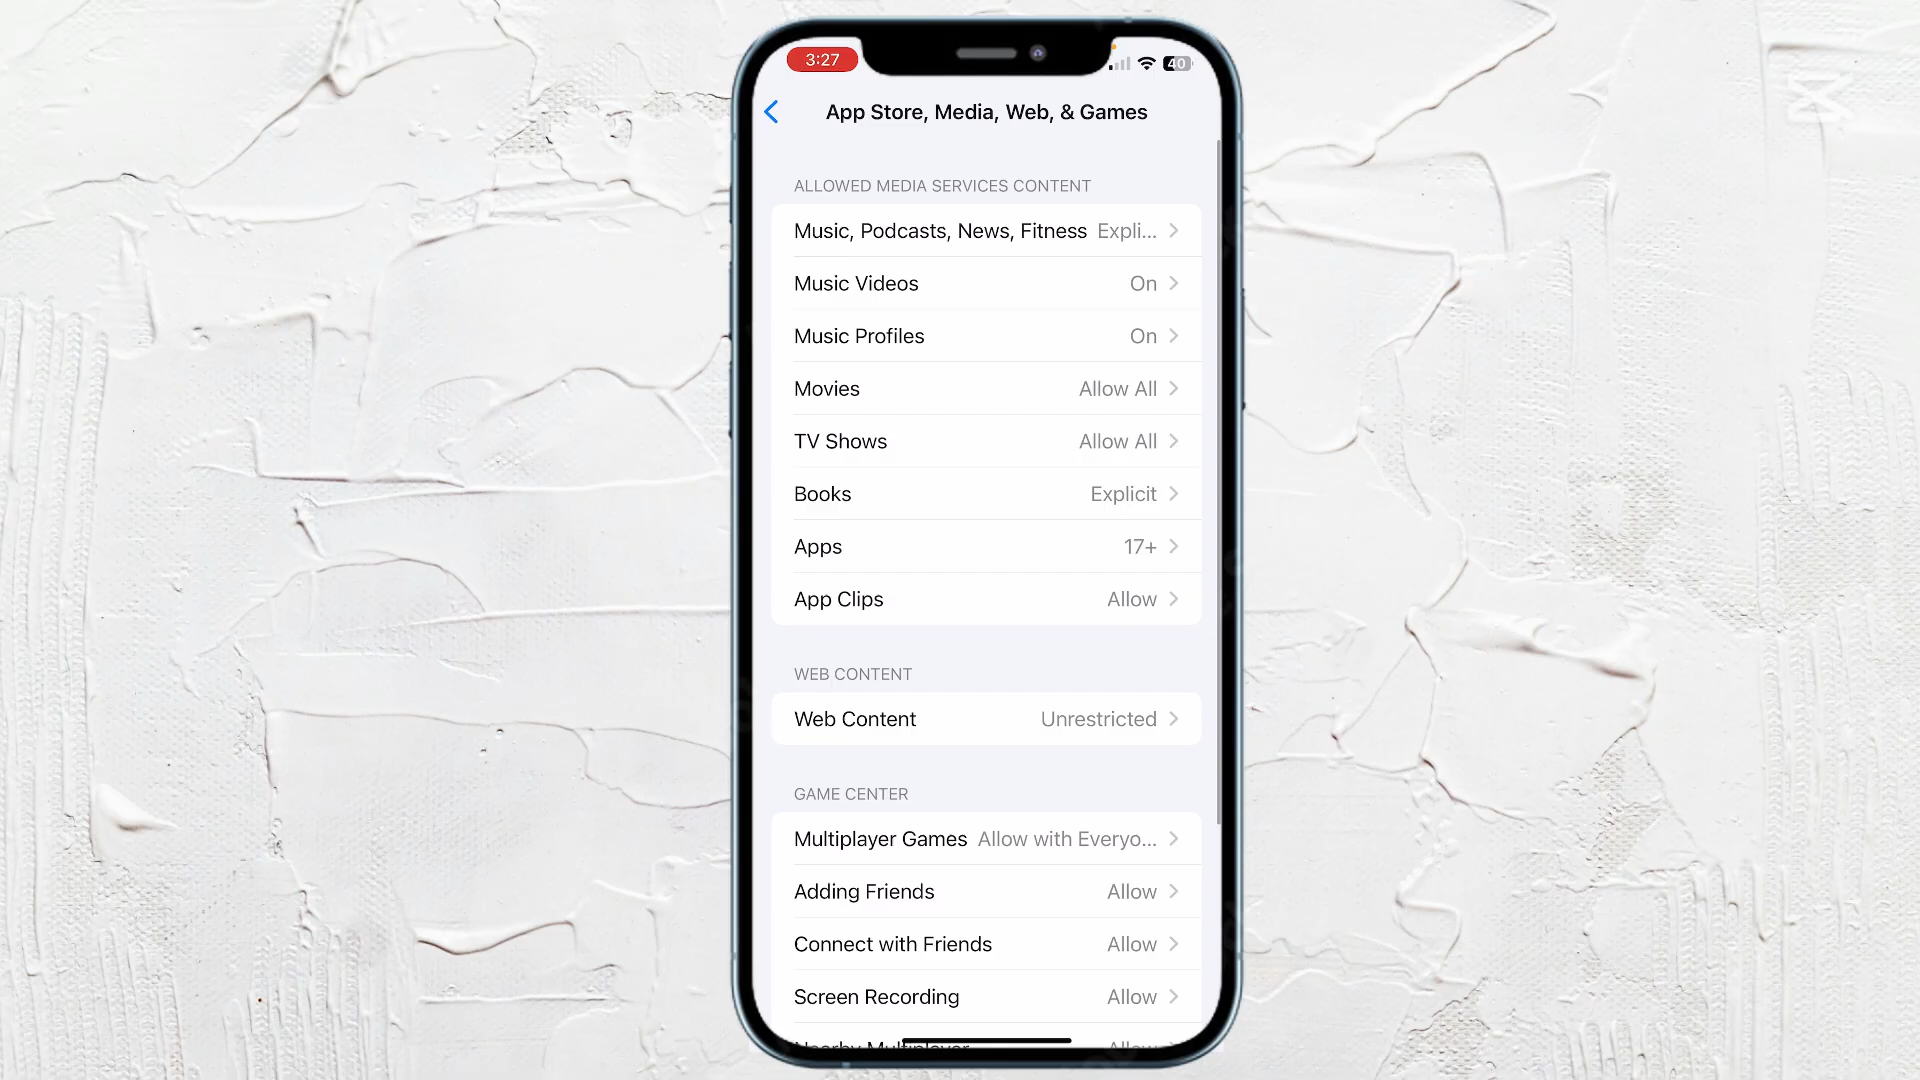 3:27
40
App Store, Media, Web, & Games
ALLOWED MEDIA SERVICES CONTENT
Music, Podcasts, News, Fitness Expli...
Music Videos On
Music Profiles On
Movies Allow All
TV Shows Allow All
Books Explicit
Apps 17+
App Clips Allow
WEB CONTENT
Web Content Unrestricted
GAME CENTER
Multiplayer Games Allow with Everyo...
Adding Friends Allow
Connect with Friends Allow
Screen Recording Allow
Nearby Multiplayer Allow